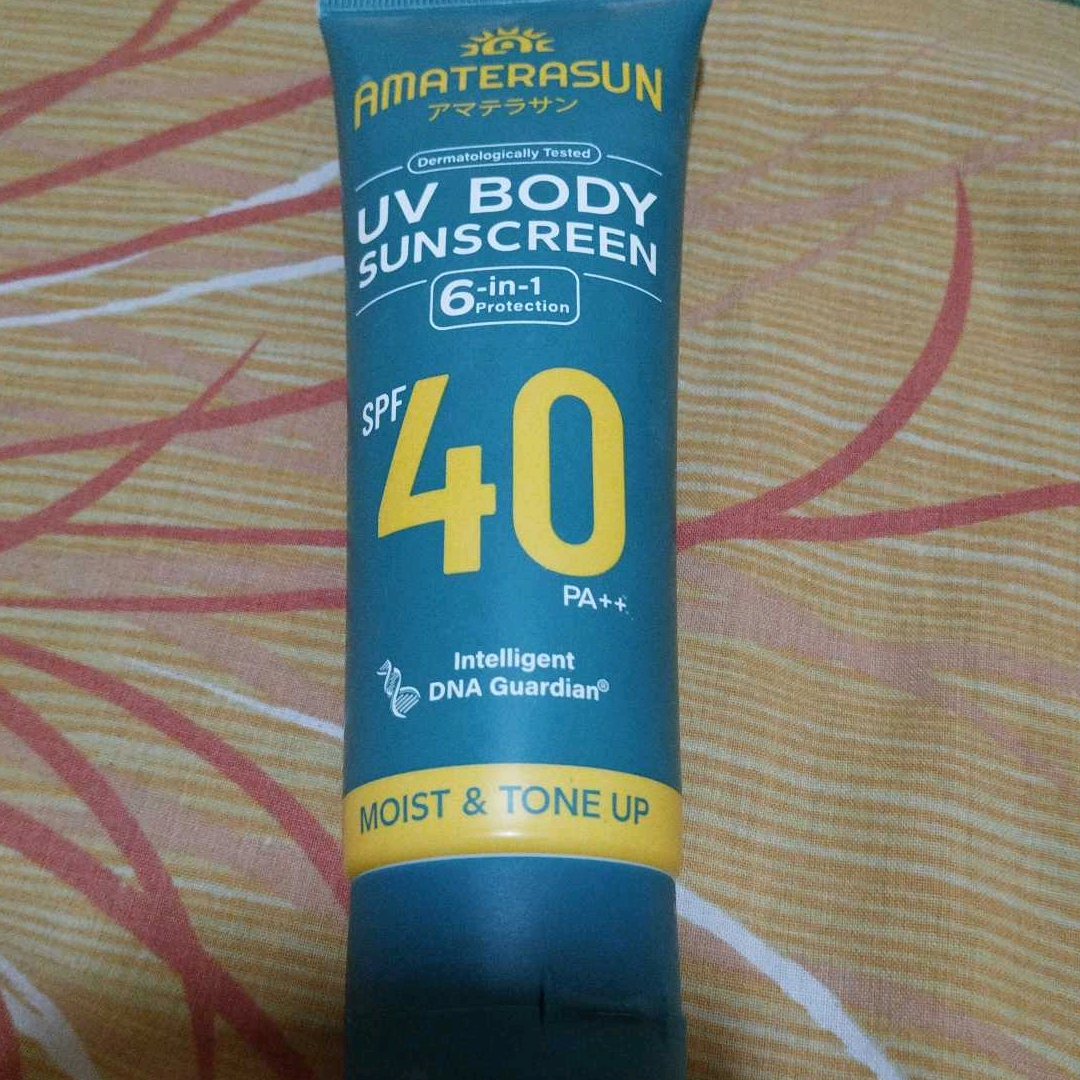 AMATERASUN
アマテラサン
Dermatologically Tested
UV BODY
SUNSCREEN
6-in-1
Protection
SPF
40
PA++
Intelligent
DNA Guardian®
MOIST & TONE UP